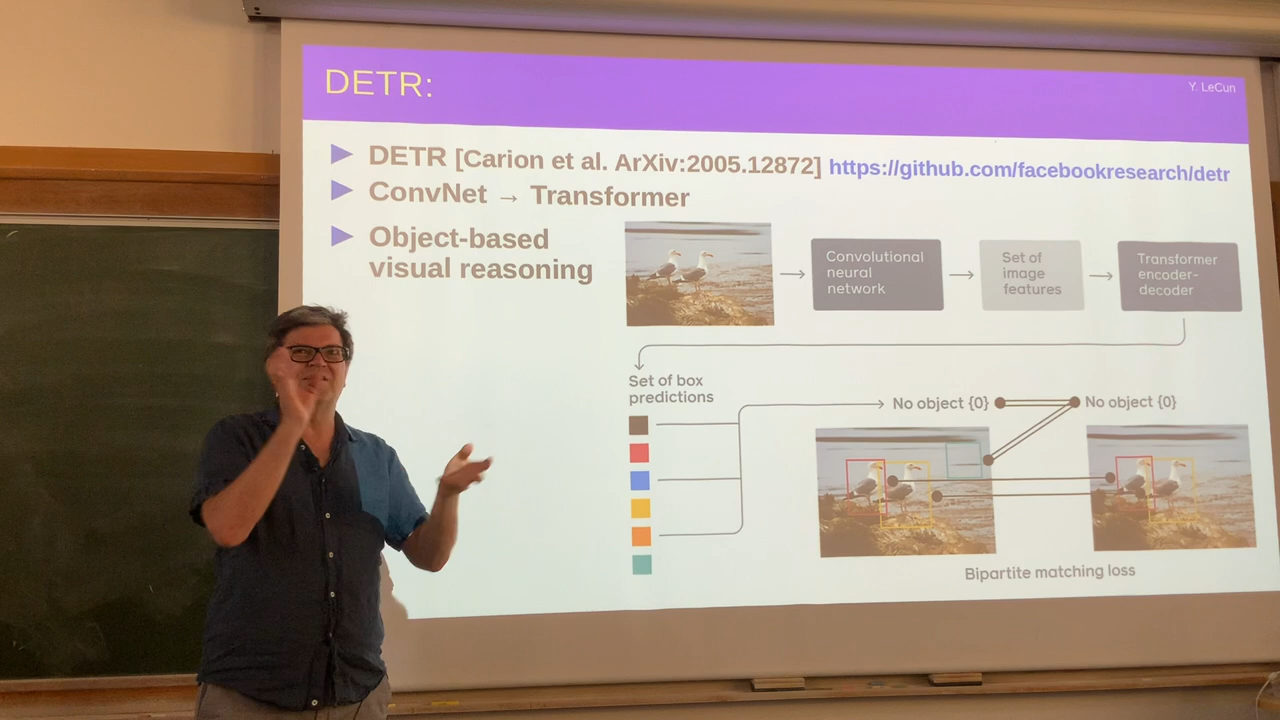 DETR:
Y. LeCun
DETR [Carion et al. ArXiv:2005.12872] https://github.com/facebookresearch/detr
ConvNet → Transformer
Object-based
visual reasoning
Convolutional
neural
network
Set of
image
features
Transformer
encoder-
decoder
Set of box
predictions
No object {0}
No object {0}
Bipartite matching loss